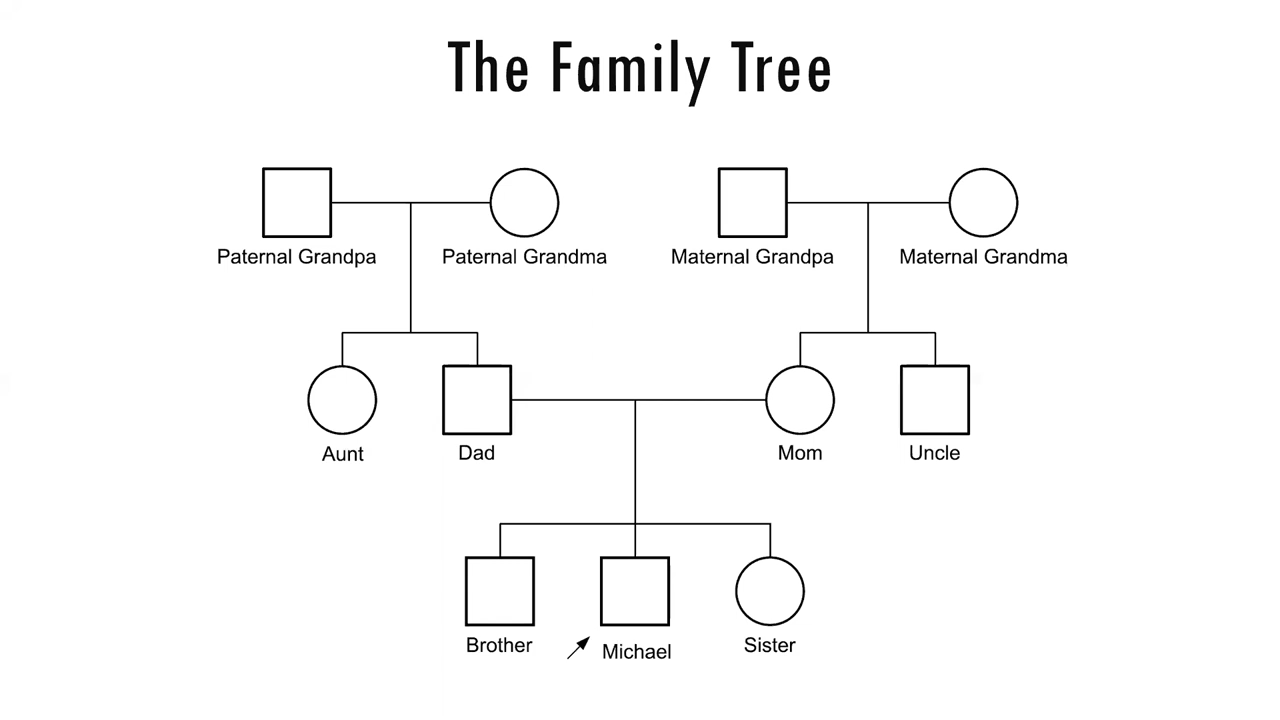 The Family Tree
Paternal Grandpa
Paternal Grandma
Maternal Grandpa
Maternal Grandma
Aunt
Dad
Mom
Uncle
Brother
Michael
Sister